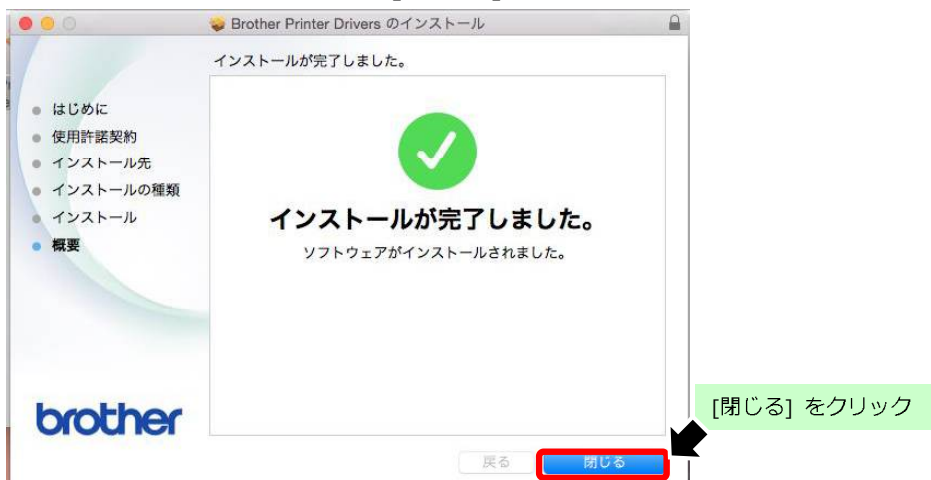 Brother Printer Drivers のインストール
インストールが完了しました。
はじめに
使用許諾契約
インストール先
インストールの種類
インストール
概要
インストールが完了しました。
ソフトウェアがインストールされました。
brother
[閉じる] をクリック
戻る
閉じる